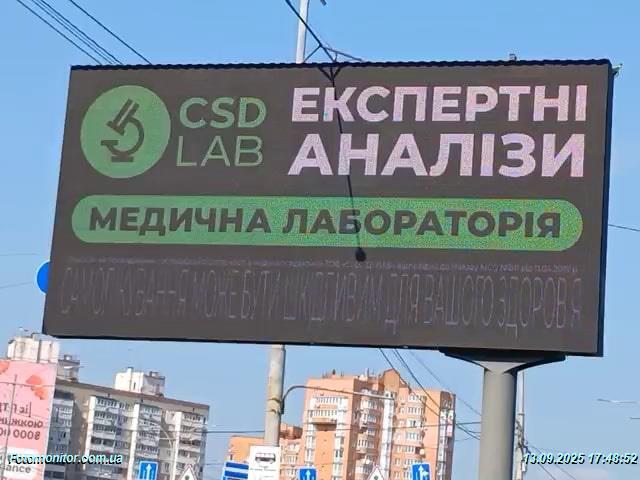 CSD
LAB
ЕКСПЕРТНІ
АНАЛІЗИ
МЕДИЧНА ЛАБОРАТОРІЯ
САМОЛІКУВАННЯ МОЖЕ БУТИ ШКІДЛИВИМ ДЛЯ ВАШОГО ЗДОРОВ'Я
Fotomonitor.com.ua
13.09.2025 17:48:52